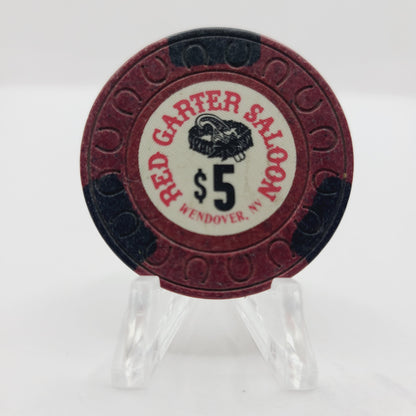 RED GARTER SALOON
$5
WENDOVER, NV